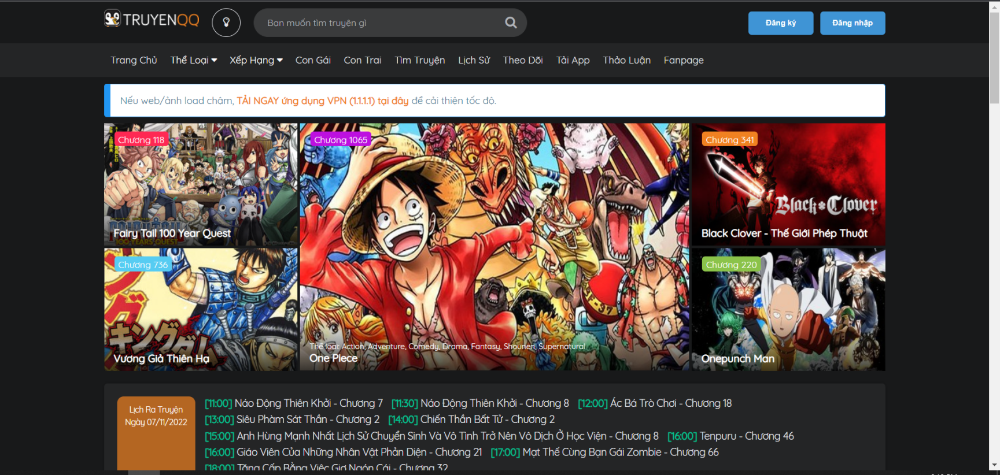 TRUYENQQ
Bạn muốn tìm truyện gì
Đăng ký
Đăng nhập
Trang Chủ
Thể Loại
Xếp Hạng
Con Gái
Con Trai
Tìm Truyện
Lịch Sử
Theo Dõi
Tải App
Thảo Luận
Fanpage
Nếu web/ảnh load chậm, TẢI NGAY ứng dụng VPN (1.1.1.1) tại đây để cải thiện tốc độ.
Chương 118
Fairy Tail 100 Year Quest
Chương 736
Vương Giả Thiên Hạ
Chương 1065
Thể loại: Action, Adventure, Comedy, Drama, Fantasy, Shounen, Supernatural
One Piece
Chương 341
Black Clover
Black Clover - Thế Giới Phép Thuật
Chương 220
Onepunch Man
Lịch Ra Truyện
Ngày 07/11/2022
[11:00] Náo Động Thiên Khởi - Chương 7 [11:30] Náo Động Thiên Khởi - Chương 8 [12:00] Ác Bá Trò Chơi - Chương 18
[13:00] Siêu Phàm Sát Thần - Chương 2 [14:00] Chiến Thần Bất Tử - Chương 2
[15:00] Anh Hùng Mạnh Nhất Lịch Sử Chuyển Sinh Và Vô Tình Trở Nên Vô Dịch Ở Học Viện - Chương 8 [16:00] Tenpuru - Chương 46
[16:00] Giáo Viên Của Những Nhân Vật Phản Diện - Chương 21 [17:00] Mạt Thế Cùng Bạn Gái Zombie - Chương 66
[18:00] Tăng Cấp Bằng Việc Giơ Ngón Cái - Chương 32